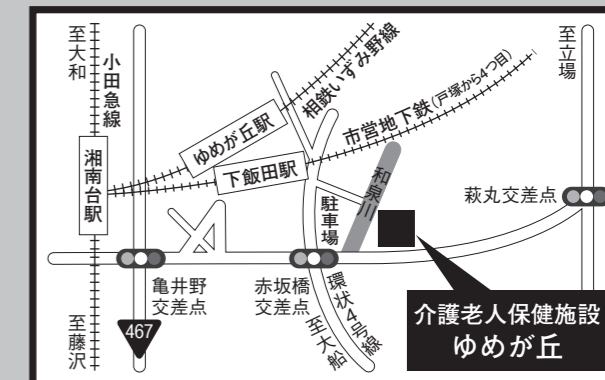 至大和
小田急線
湘南台駅
至藤沢
ゆめが丘駅
相鉄いずみ野線
下飯田駅
市営地下鉄(戸塚から4つ目)
至立場
和泉川
駐車場
萩丸交差点
亀井野
交差点
467
赤坂橋
交差点
環状4号線
至大船
介護老人保健施設
ゆめが丘